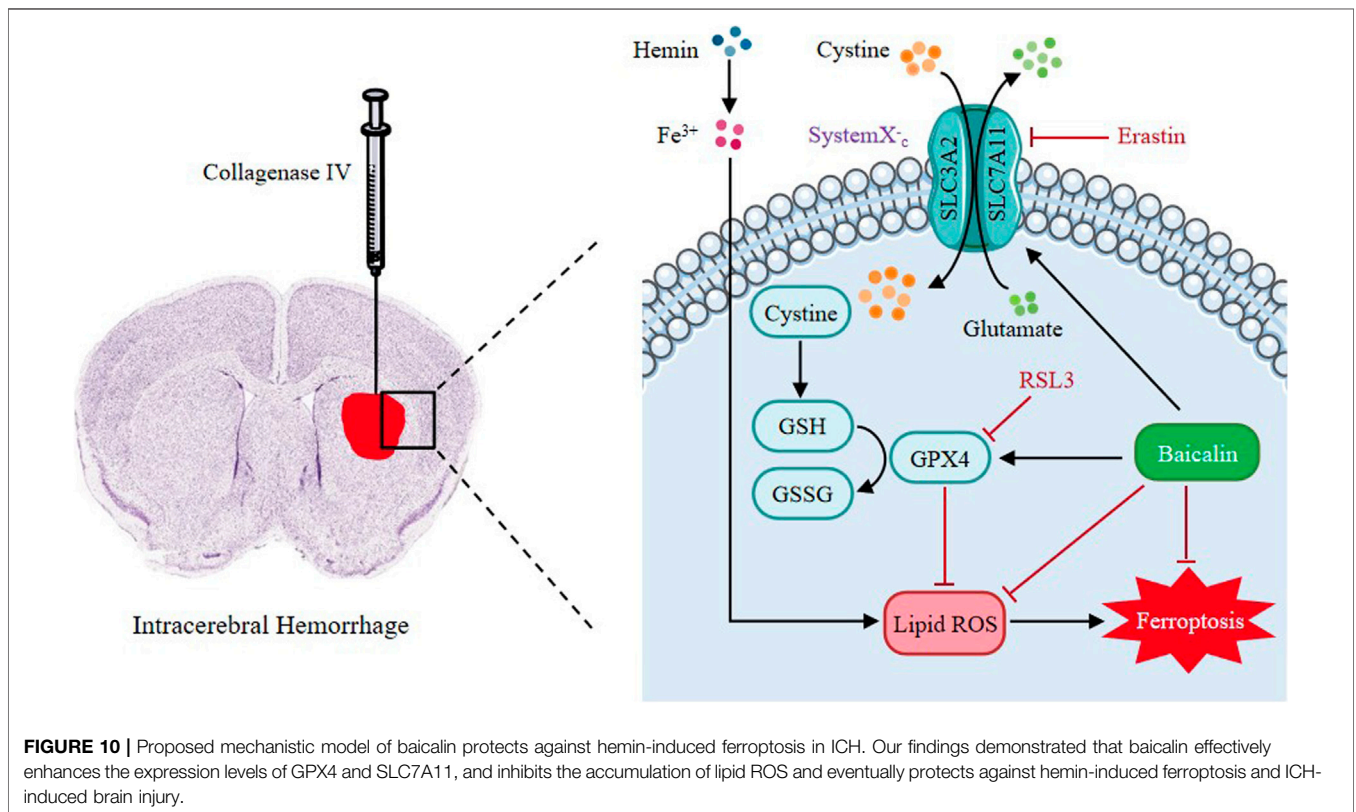 Collagenase IV
Intracerebral Hemorrhage
Hemin
Cystine
Fe³⁺
SystemX⁻c
SLC3A2
SLC7A11
Erastin
Cystine
Glutamate
RSL3
GSH
GPX4
Baicalin
GSSG
Lipid ROS
Ferroptosis
FIGURE 10 | Proposed mechanistic model of baicalin protects against hemin-induced ferroptosis in ICH. Our findings demonstrated that baicalin effectively
enhances the expression levels of GPX4 and SLC7A11, and inhibits the accumulation of lipid ROS and eventually protects against hemin-induced ferroptosis and ICH-
induced brain injury.